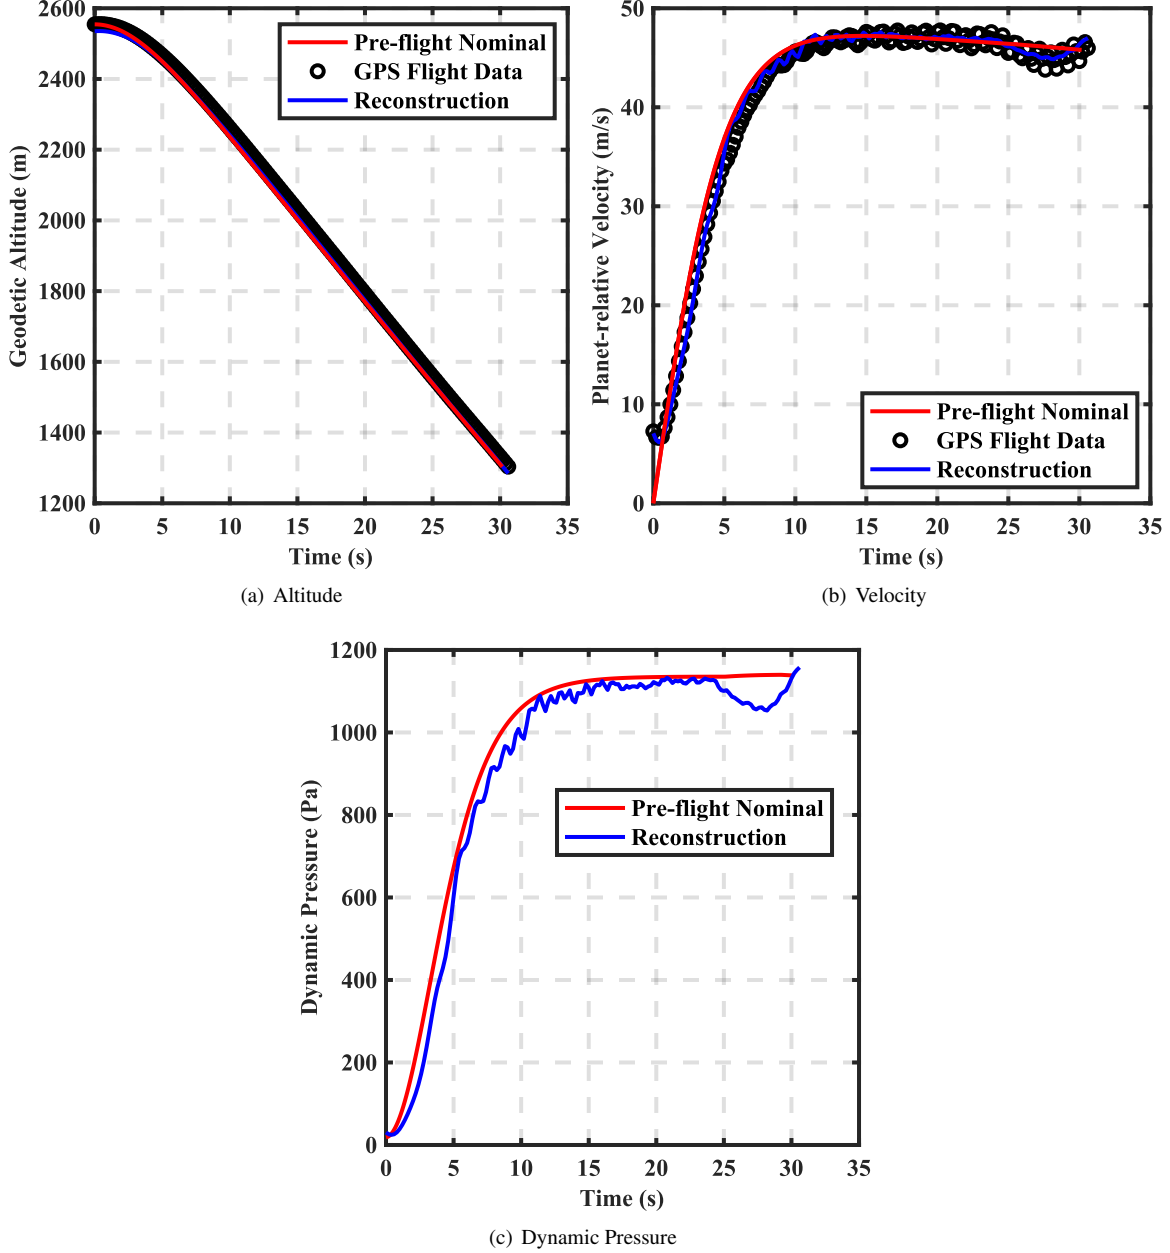 2600
2400
2200
2000
1800
1600
1400
1200
Geodetic Altitude (m)
0 5 10 15 20 25 30 35
Time (s)
Pre-flight Nominal
GPS Flight Data
Reconstruction
(a) Altitude
50
40
30
20
10
0
Planet-relative Velocity (m/s)
0 5 10 15 20 25 30 35
Time (s)
Pre-flight Nominal
GPS Flight Data
Reconstruction
(b) Velocity
1200
1000
800
600
400
200
0
Dynamic Pressure (Pa)
0 5 10 15 20 25 30 35
Time (s)
Pre-flight Nominal
Reconstruction
(c) Dynamic Pressure